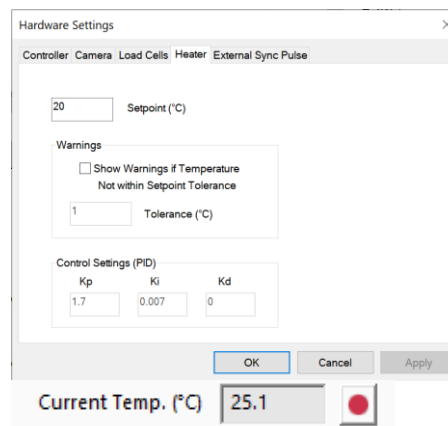 Hardware Settings
Controller Camera Load Cells Heater External Sync Pulse
20 Setpoint (°C)
Warnings
Show Warnings if Temperature
Not within Setpoint Tolerance
1 Tolerance (°C)
Control Settings (PID)
Kp Ki Kd
1.7 0.007 0
OK Cancel Apply
Current Temp. (°C) 25.1